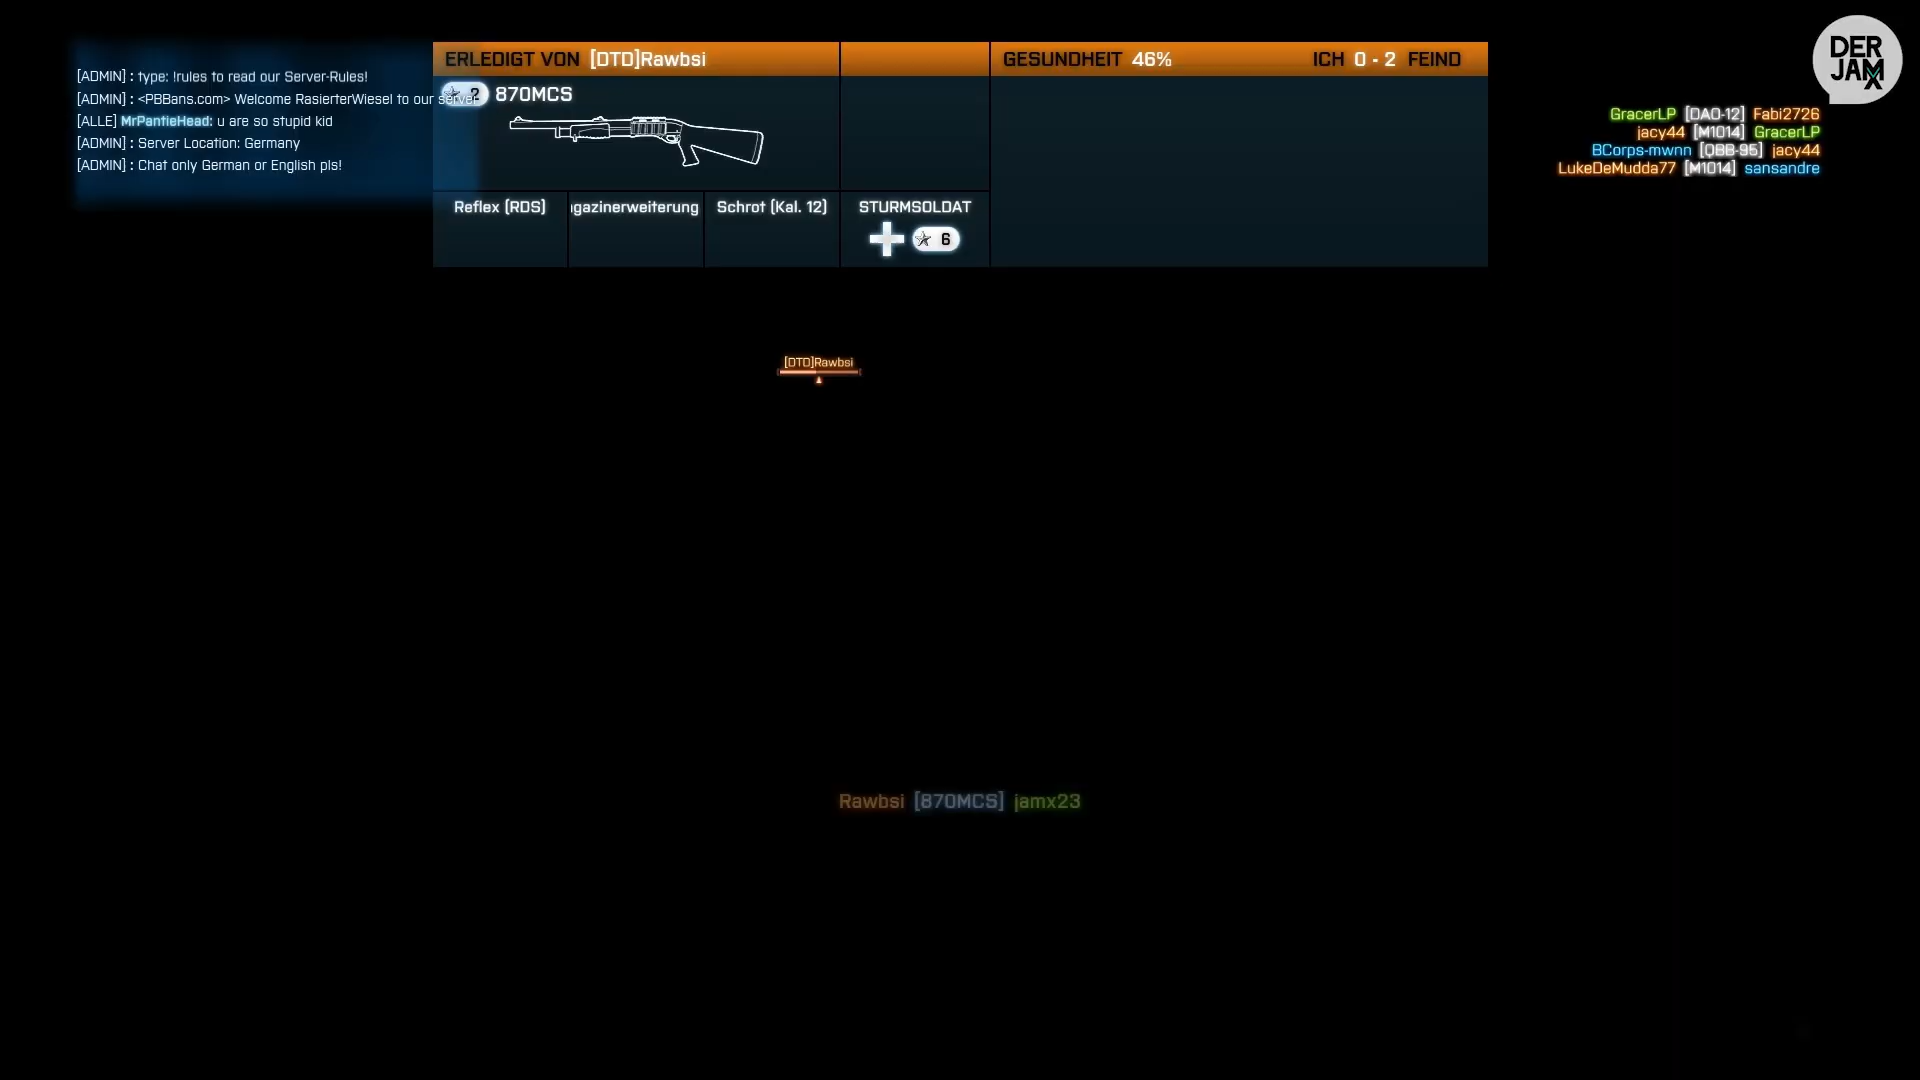 [ADMIN] : type: !rules to read our Server-Rules!
[ADMIN] : <PBBans.com> Welcome RasierterWiesel to our server
[ALLE] MrPantieHead: u are so stupid kid
[ADMIN] : Server Location: Germany
[ADMIN] : Chat only German or English pls!
ERLEDIGT VON [DTD]Rawbsi
GESUNDHEIT 46%
ICH 0 - 2 FEIND
2 870MCS
Reflex (RDS)
gazinerweiterung
Schrot (Kal. 12)
STURMSOLDAT
6
DER
JAMX
GracerLP [DAO-12] Fabi2726
jacy44 [M1014] GracerLP
BCorps-mwnn [QBB-95] jacy44
LukeDeMudda77 [M1014] sansandre
[DTD]Rawbsi
Rawbsi [870MCS] jamx23